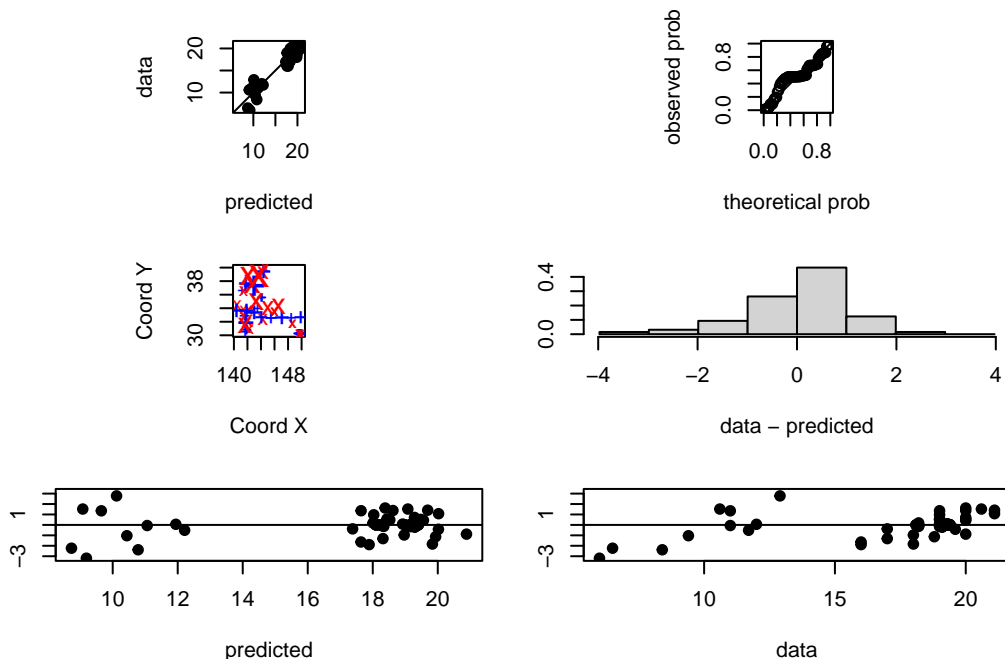 data
10 20
10 20
predicted
observed prob
0.0 0.8
0.0 0.8
theoretical prob
Coord Y
30 38
140 148
Coord X
0.0 0.4
−4 −2 0 2 4
data − predicted
−3 1
10 12 14 16 18 20
predicted
−3 1
10 15 20
data